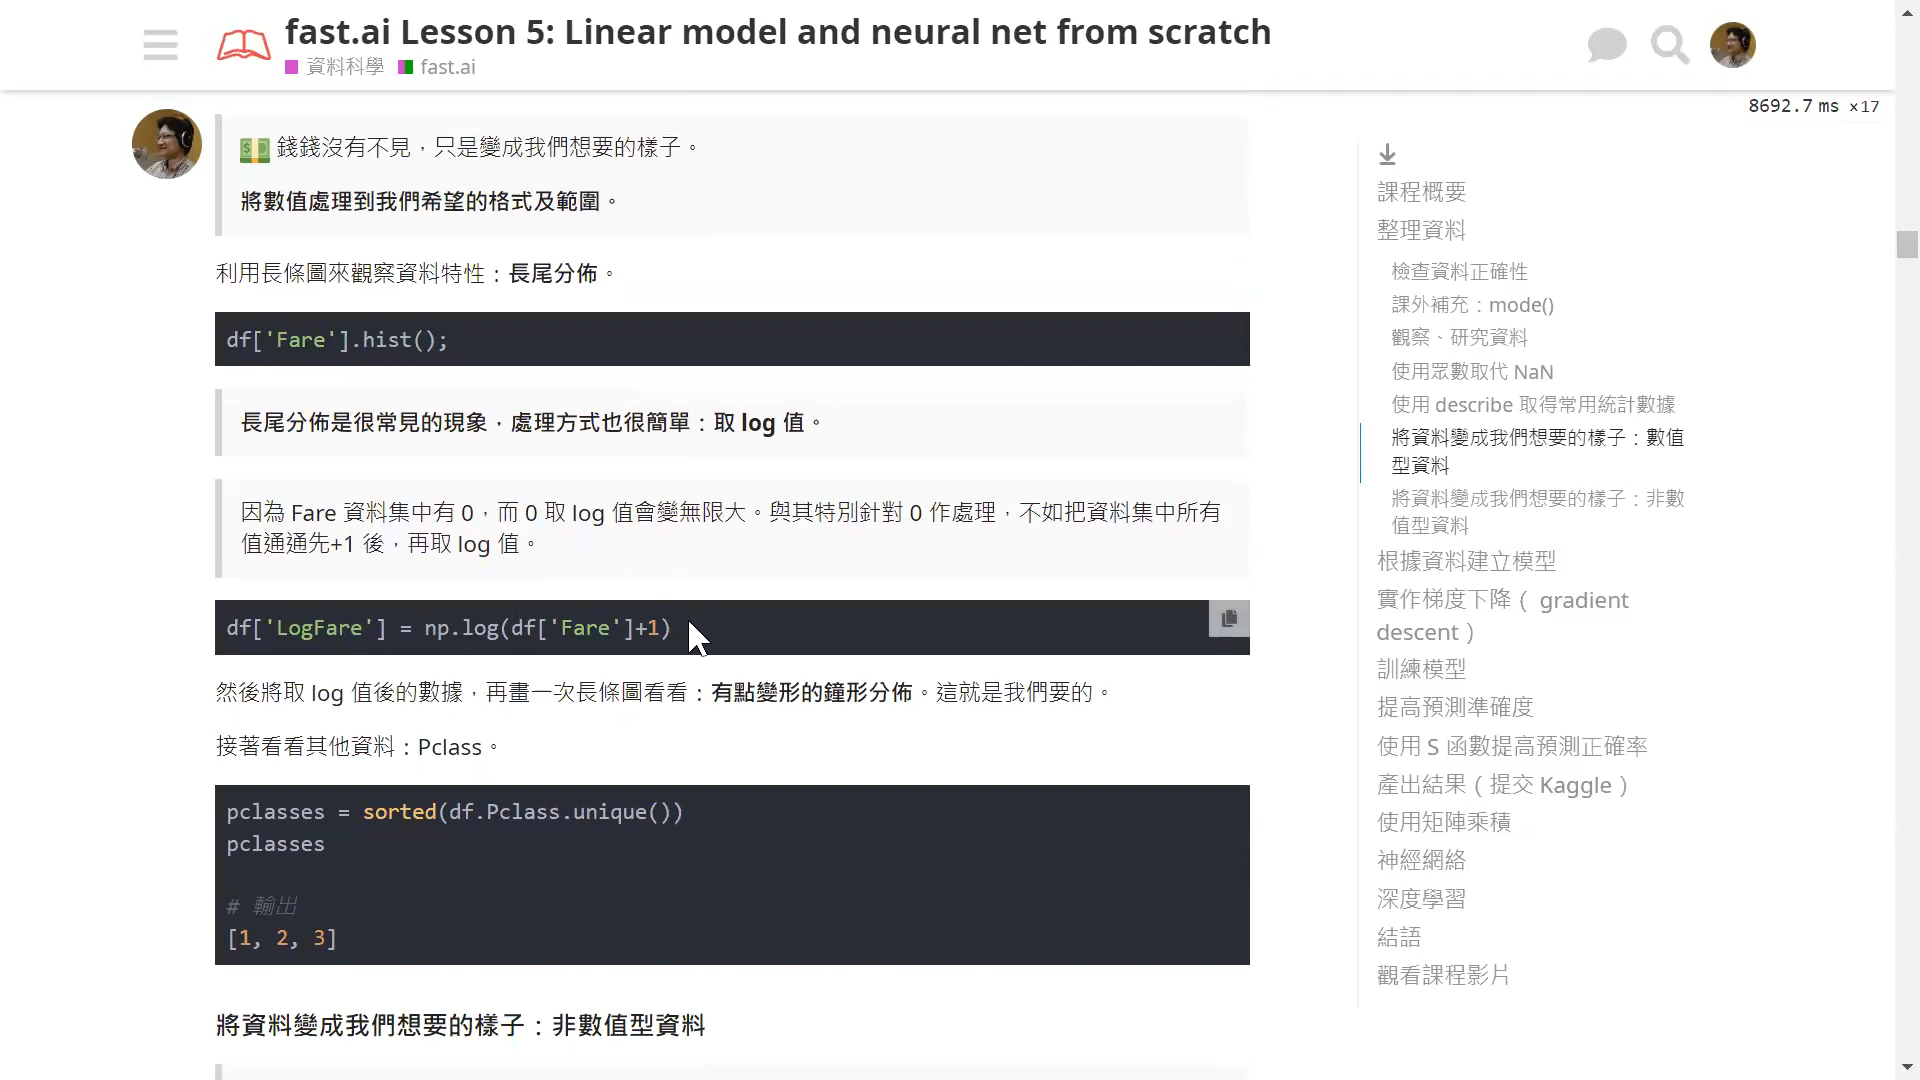 fast.ai Lesson 5: Linear model and neural net from scratch
資料科學 fast.ai
8692.7 ms ×17
錢錢沒有不見，只是變成我們想要的樣子。
將數值處理到我們希望的格式及範圍。
利用長條圖來觀察資料特性：長尾分佈。
df['Fare'].hist();
長尾分佈是很常見的現象，處理方式也很簡單：取 log 值。
因為 Fare 資料集中有 0，而 0 取 log 值會變無限大。與其特別針對 0 作處理，不如把資料集中所有
值通通先+1 後，再取 log 值。
df['LogFare'] = np.log(df['Fare']+1)
然後將取 log 值後的數據，再畫一次長條圖看看：有點變形的鐘形分佈。這就是我們要的。
接著看看其他資料：Pclass。
pclasses = sorted(df.Pclass.unique())
pclasses
# 輸出
[1, 2, 3]
將資料變成我們想要的樣子：非數值型資料
課程概要
整理資料
檢查資料正確性
課外補充：mode()
觀察、研究資料
使用眾數取代 NaN
使用 describe 取得常用統計數據
將資料變成我們想要的樣子：數值
型資料
將資料變成我們想要的樣子：非數
值型資料
根據資料建立模型
實作梯度下降（ gradient
descent ）
訓練模型
提高預測準確度
使用 S 函數提高預測正確率
產出結果（提交 Kaggle ）
使用矩陣乘積
神經網絡
深度學習
結語
觀看課程影片